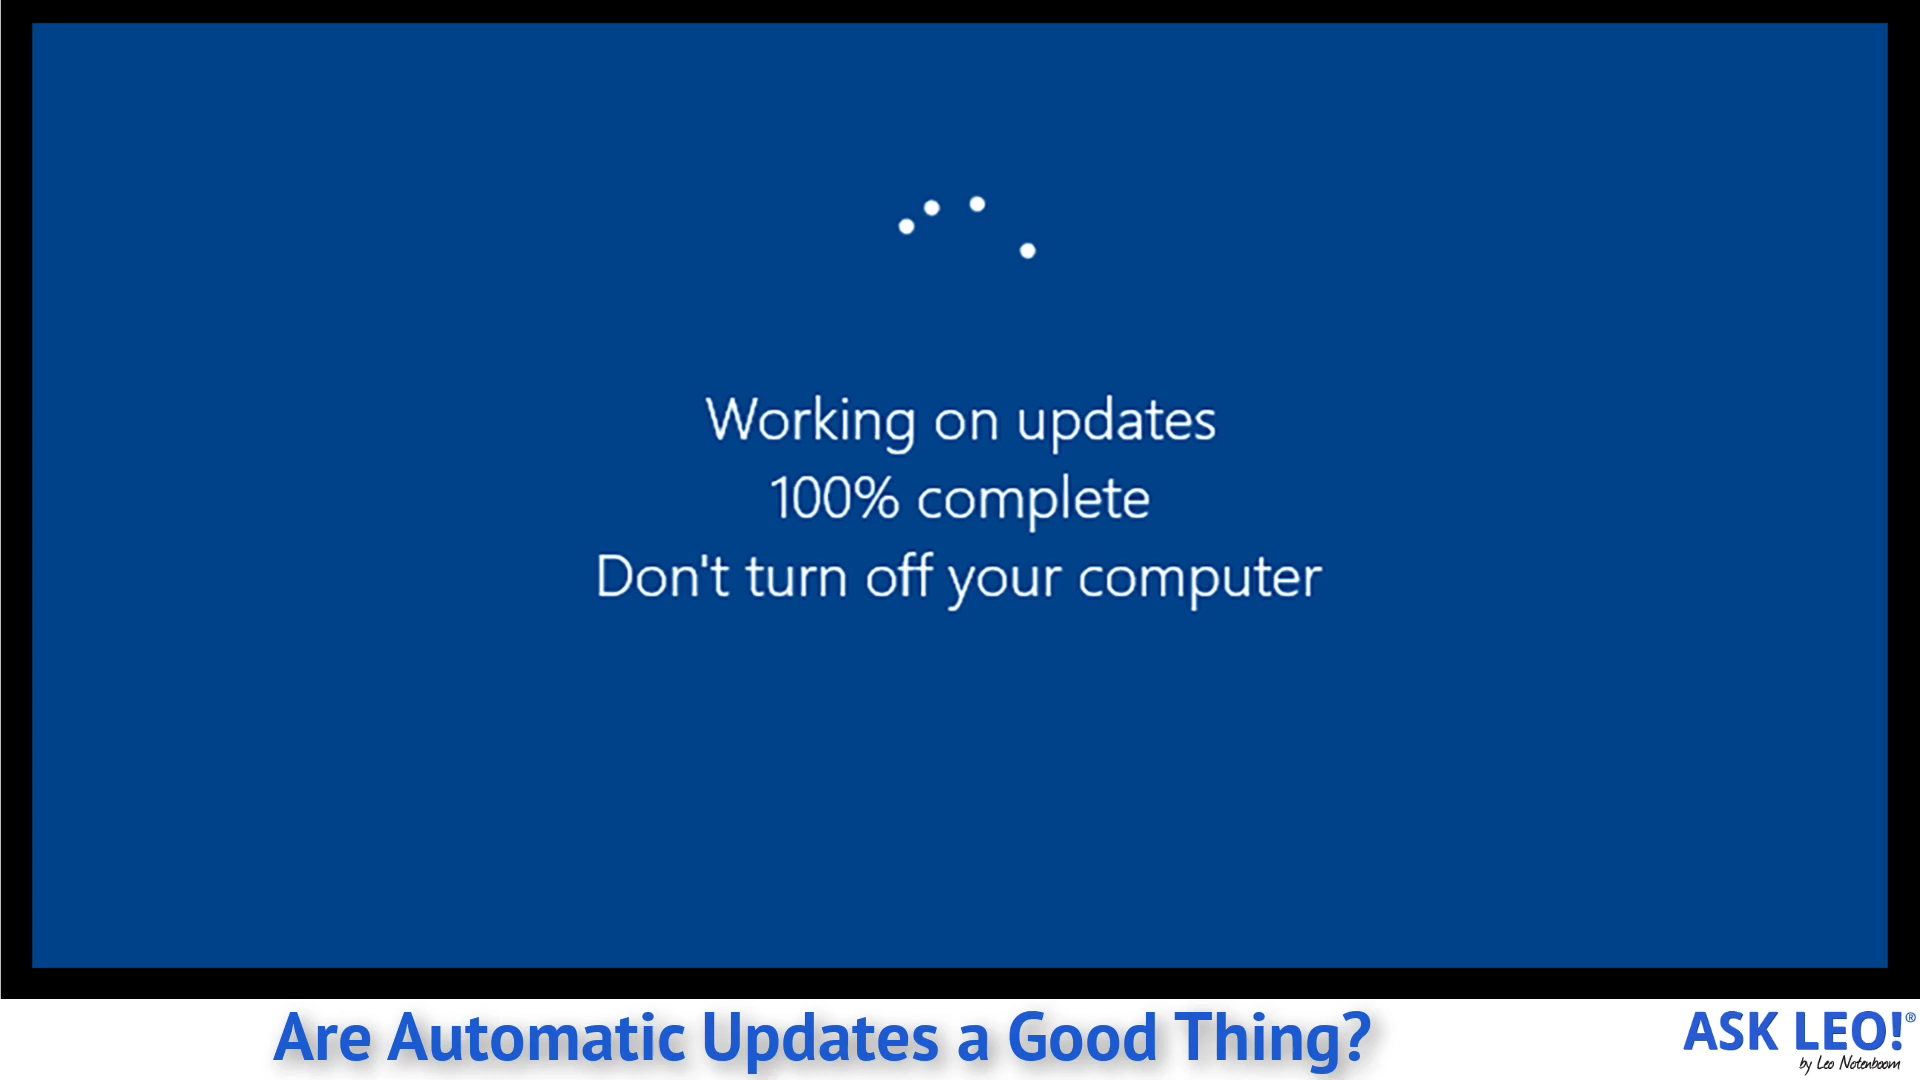 Working on updates
100% complete
Don't turn off your computer
Are Automatic Updates a Good Thing?
ASK LEO!®
by Leo Notenboom